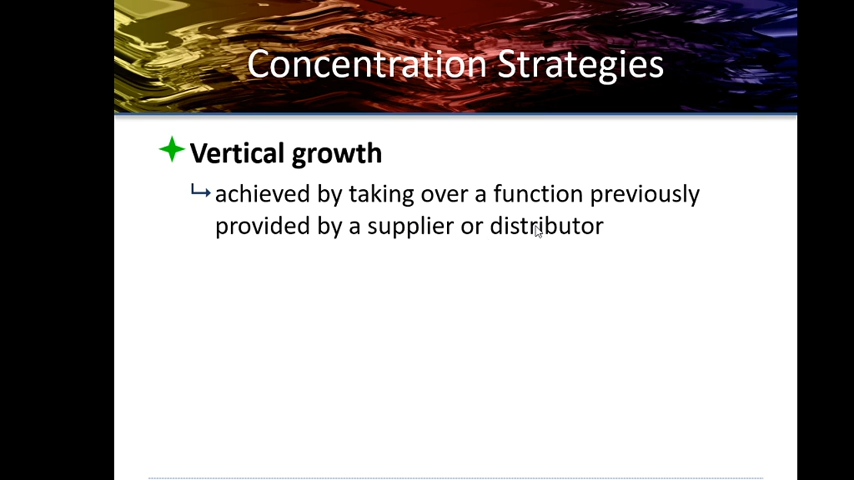 Concentration Strategies
Vertical growth
achieved by taking over a function previously
provided by a supplier or distributor